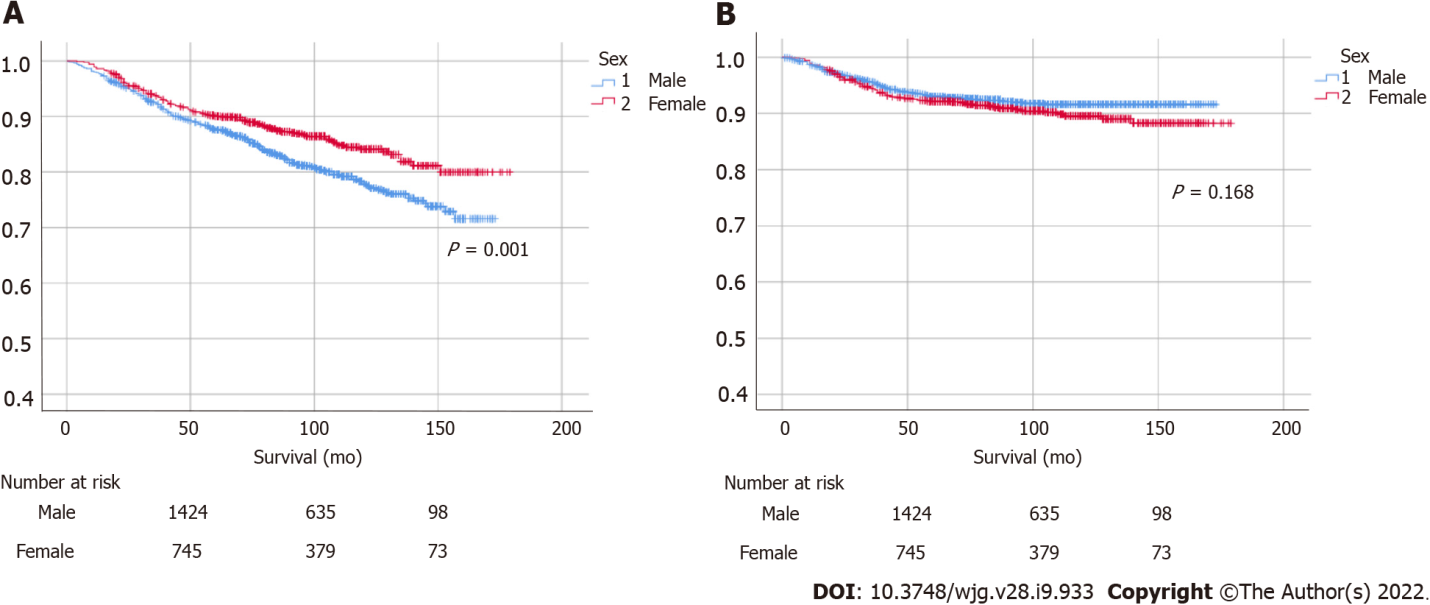 A
Sex
1 Male
2 Female
1.0
0.9
0.8
0.7
0.6
0.5
0.4
P = 0.001
0 50 100 150 200
Survival (mo)
Number at risk
Male 1424 635 98
Female 745 379 73
B
Sex
1 Male
2 Female
1.0
0.9
0.8
0.7
0.6
0.5
0.4
P = 0.168
0 50 100 150 200
Survival (mo)
Number at risk
Male 1424 635 98
Female 745 379 73
DOI: 10.3748/wjg.v28.i9.933 Copyright ©The Author(s) 2022.